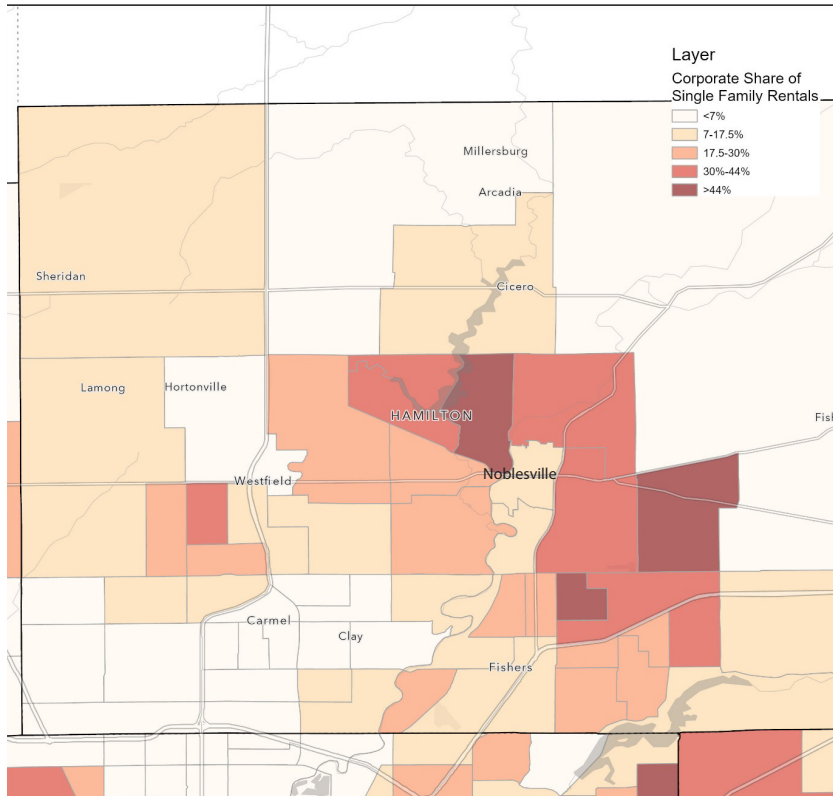 Layer
Corporate Share of
Single Family Rentals
<7%
7-17.5%
17.5-30%
30%-44%
>44%
Millersburg
Arcadia
Sheridan
Cicero
Lamong
Hortonville
HAMILTON
Fish
Westfield
Noblesville
Carmel
Clay
Fishers